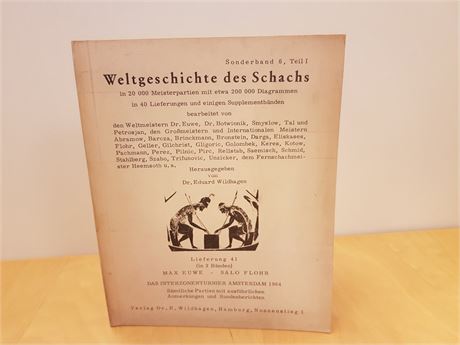 Sonderband 6, Teil I
Weltgeschichte des Schachs
in 20 000 Meisterpartien mit etwa 200 000 Diagrammen
in 40 Lieferungen und einigen Supplementbänden
bearbeitet von
den Weltmeistern Dr. Euwe, Dr. Botwinik, Smyslow, Tal und
Petrosjan, den Großmeistern und Internationalen Meistern
Abramow, Barcza, Brinckmann, Bronstein, Darga, Eliskases,
Flohr, Geller, Gilchrist, Gligoric, Golombek, Keres, Kotow,
Pachmann, Perez, Pilnic, Pirc, Rellstab, Saemisch, Schmid,
Stahlberg, Szabo, Trifunovic, Unzicker, dem Fernschachmei-
ster Heemsoth u. a.
Herausgegeben
von
Dr. Eduard Wildhagen
Lieferung 41
(in 2 Bänden)
MAX EUWE - SALO FLOHR
DAS INTERZONENTURNIER AMSTERDAM 1964
Sämtliche Partien mit ausführlichen
Anmerkungen und Rundenberichten
Verlag Dr. E. Wildhagen, Hamburg, Nonnenstieg 1